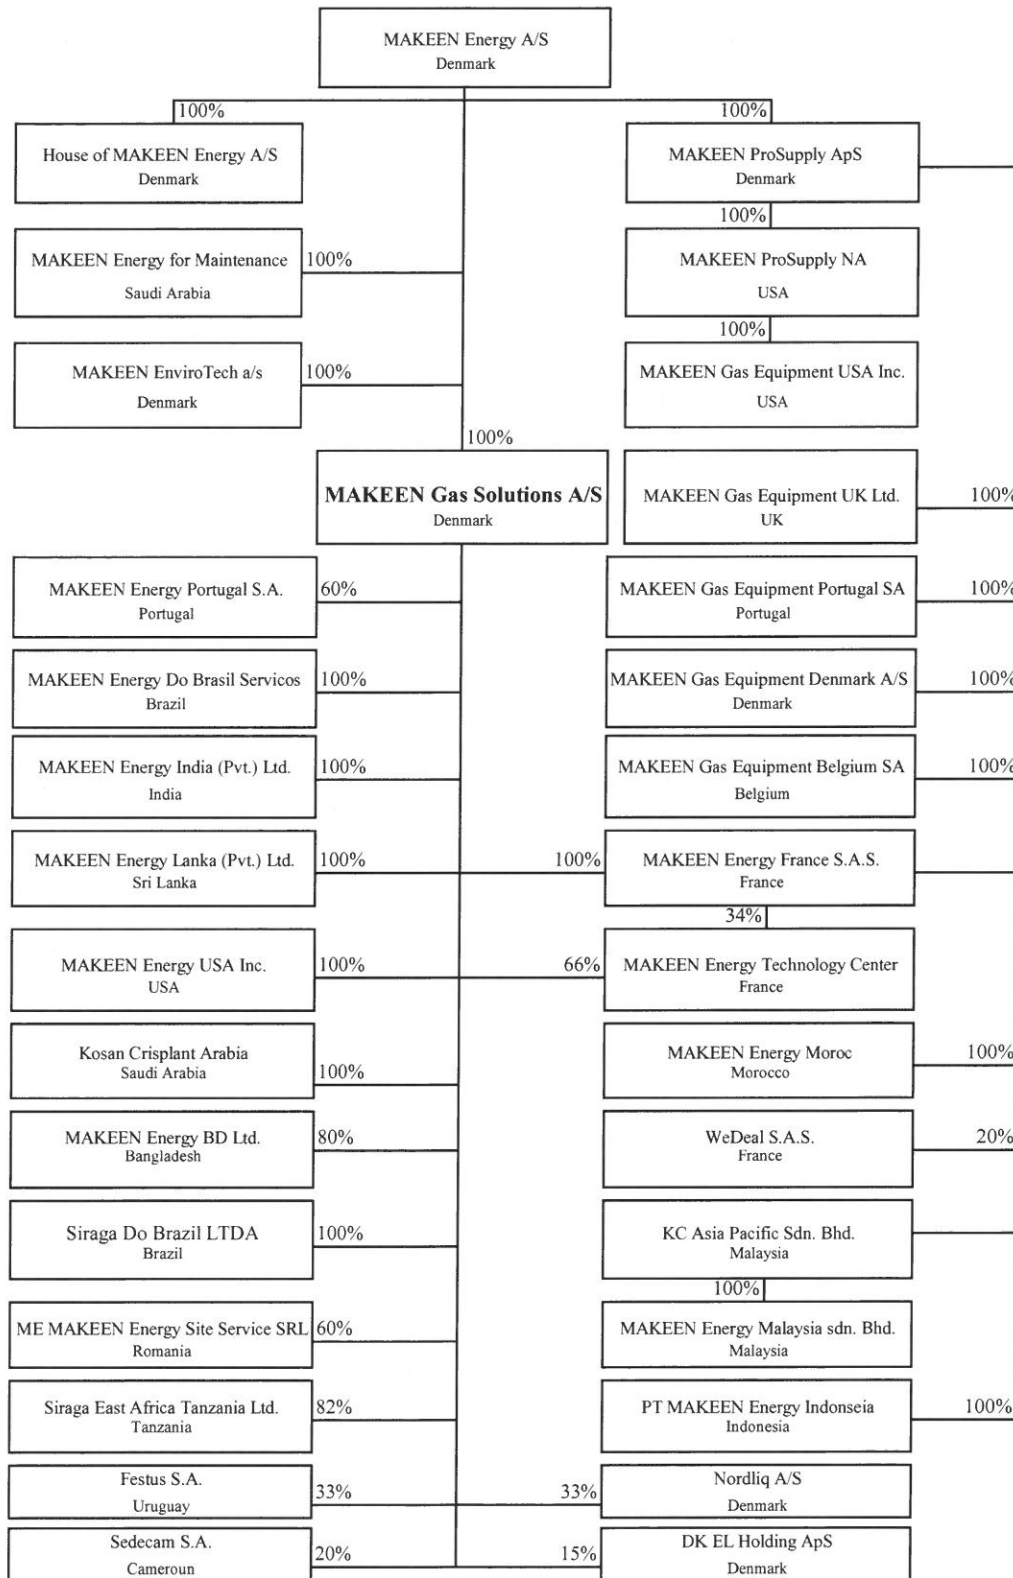 MAKEEN Energy A/S
Denmark
100%
100%
House of MAKEEN Energy A/S
Denmark
MAKEEN ProSupply ApS
Denmark
100%
MAKEEN Energy for Maintenance
Saudi Arabia
100%
MAKEEN ProSupply NA
USA
100%
MAKEEN EnviroTech a/s
Denmark
100%
MAKEEN Gas Equipment USA Inc.
USA
100%
MAKEEN Gas Solutions A/S
Denmark
MAKEEN Gas Equipment UK Ltd.
UK
100%
MAKEEN Energy Portugal S.A.
Portugal
60%
MAKEEN Gas Equipment Portugal SA
Portugal
100%
MAKEEN Energy Do Brasil Servicos
Brazil
100%
MAKEEN Gas Equipment Denmark A/S
Denmark
100%
MAKEEN Energy India (Pvt.) Ltd.
India
100%
MAKEEN Gas Equipment Belgium SA
Belgium
100%
MAKEEN Energy Lanka (Pvt.) Ltd.
Sri Lanka
100%
100%
MAKEEN Energy France S.A.S.
France
34%
MAKEEN Energy USA Inc.
USA
100%
66%
MAKEEN Energy Technology Center
France
Kosan Crisplant Arabia
Saudi Arabia
100%
MAKEEN Energy Moroc
Morocco
100%
MAKEEN Energy BD Ltd.
Bangladesh
80%
WeDeal S.A.S.
France
20%
Siraga Do Brazil LTDA
Brazil
100%
KC Asia Pacific Sdn. Bhd.
Malaysia
100%
ME MAKEEN Energy Site Service SRL
Romania
60%
MAKEEN Energy Malaysia sdn. Bhd.
Malaysia
Siraga East Africa Tanzania Ltd.
Tanzania
82%
PT MAKEEN Energy Indonseia
Indonesia
100%
Festus S.A.
Uruguay
33%
33%
Nordliq A/S
Denmark
Sedecam S.A.
Cameroun
20%
15%
DK EL Holding ApS
Denmark